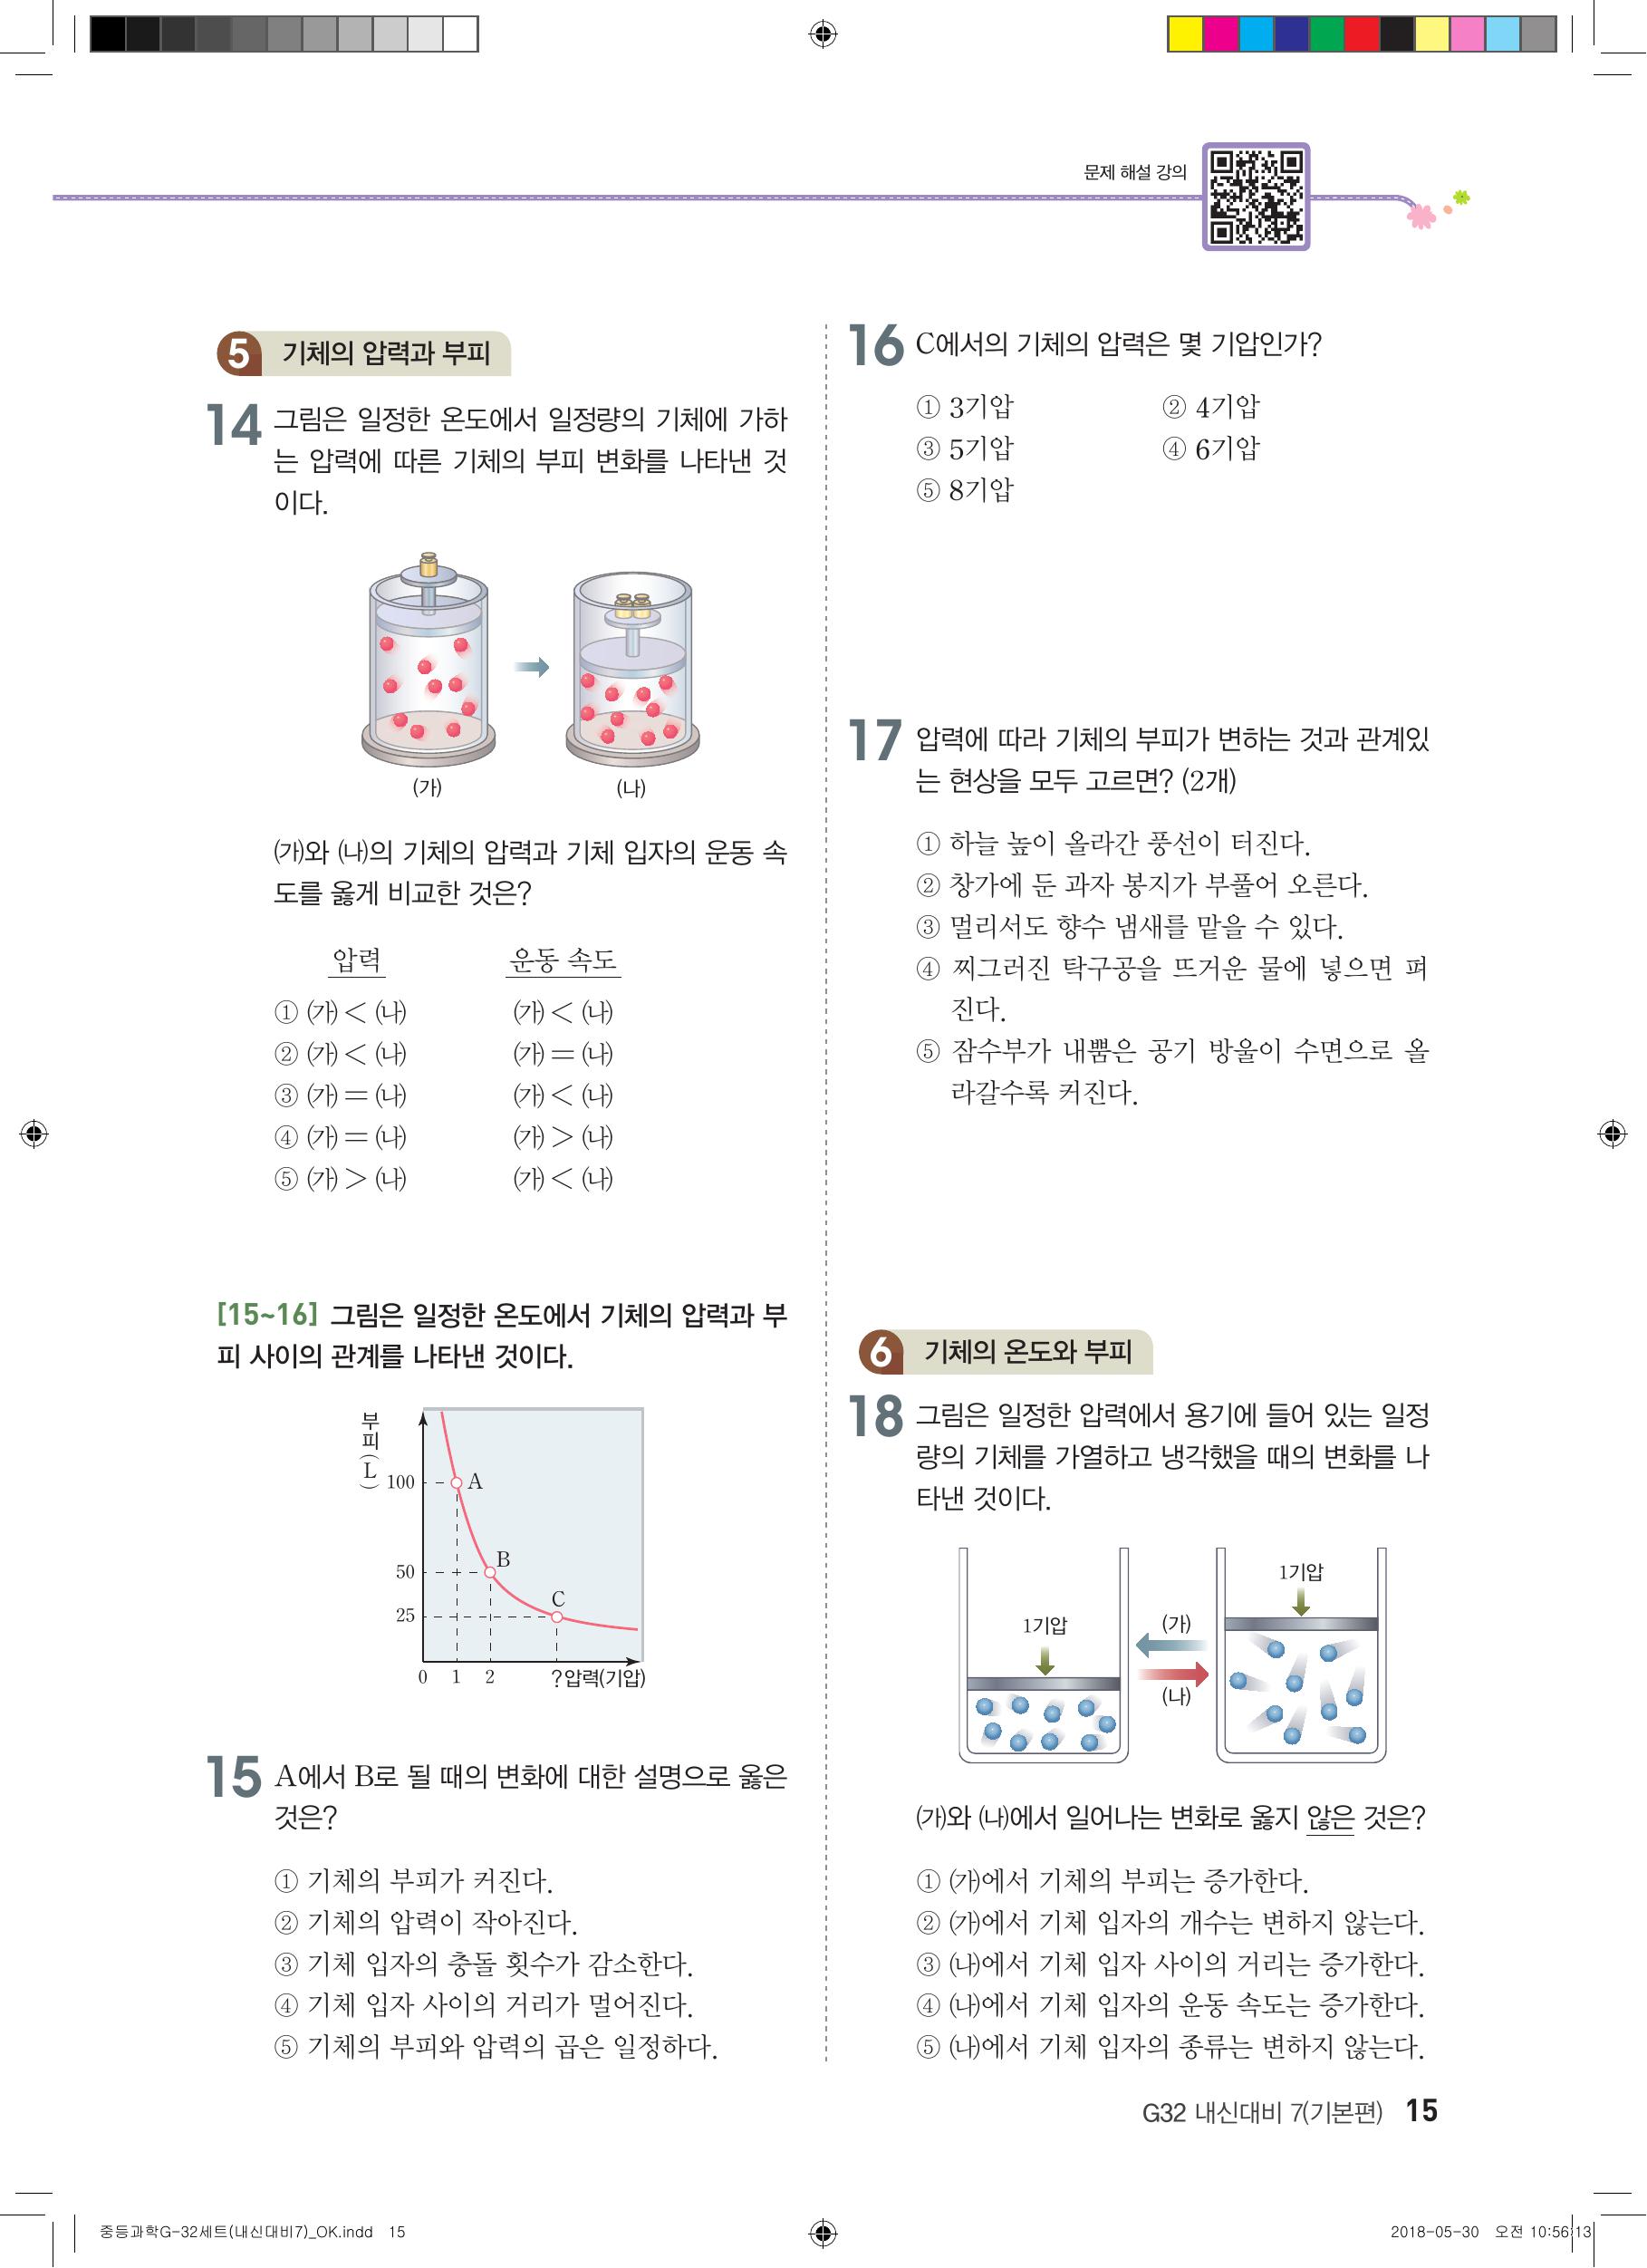 문제 해설 강의
5 기체의 압력과 부피
14 그림은 일정한 온도에서 일정량의 기체에 가하
는 압력에 따른 기체의 부피 변화를 나타낸 것
이다.
(가) (나)
㈎와 ㈏의 기체의 압력과 기체 입자의 운동 속
도를 옳게 비교한 것은?
압력 운동 속도
① ㈎ < ㈏ ㈎ < ㈏
② ㈎ < ㈏ ㈎ = ㈏
③ ㈎ = ㈏ ㈎ < ㈏
④ ㈎ = ㈏ ㈎ > ㈏
⑤ ㈎ > ㈏ ㈎ < ㈏
[15~16] 그림은 일정한 온도에서 기체의 압력과 부
피 사이의 관계를 나타낸 것이다.
부피(L)
100
A
50
B
25
C
0 1 2 ? 압력(기압)
15 A에서 B로 될 때의 변화에 대한 설명으로 옳은
것은?
① 기체의 부피가 커진다.
② 기체의 압력이 작아진다.
③ 기체 입자의 충돌 횟수가 감소한다.
④ 기체 입자 사이의 거리가 멀어진다.
⑤ 기체의 부피와 압력의 곱은 일정하다.
16 C에서의 기체의 압력은 몇 기압인가?
① 3기압 ② 4기압
③ 5기압 ④ 6기압
⑤ 8기압
17 압력에 따라 기체의 부피가 변하는 것과 관계있
는 현상을 모두 고르면? (2개)
① 하늘 높이 올라간 풍선이 터진다.
② 창가에 둔 과자 봉지가 부풀어 오른다.
③ 멀리서도 향수 냄새를 맡을 수 있다.
④ 찌그러진 탁구공을 뜨거운 물에 넣으면 펴
진다.
⑤ 잠수부가 내뿜은 공기 방울이 수면으로 올
라갈수록 커진다.
6 기체의 온도와 부피
18 그림은 일정한 압력에서 용기에 들어 있는 일정
량의 기체를 가열하고 냉각했을 때의 변화를 나
타낸 것이다.
1기압
(가)
(나)
1기압
㈎와 ㈏에서 일어나는 변화로 옳지 않은 것은?
① ㈎에서 기체의 부피는 증가한다.
② ㈎에서 기체 입자의 개수는 변하지 않는다.
③ ㈏에서 기체 입자 사이의 거리는 증가한다.
④ ㈏에서 기체 입자의 운동 속도는 증가한다.
⑤ ㈏에서 기체 입자의 종류는 변하지 않는다.
G32 내신대비 7(기본편) 15
중등과학G-32세트(내신대비7)_OK.indd 15
2018-05-30 오전 10:56:13